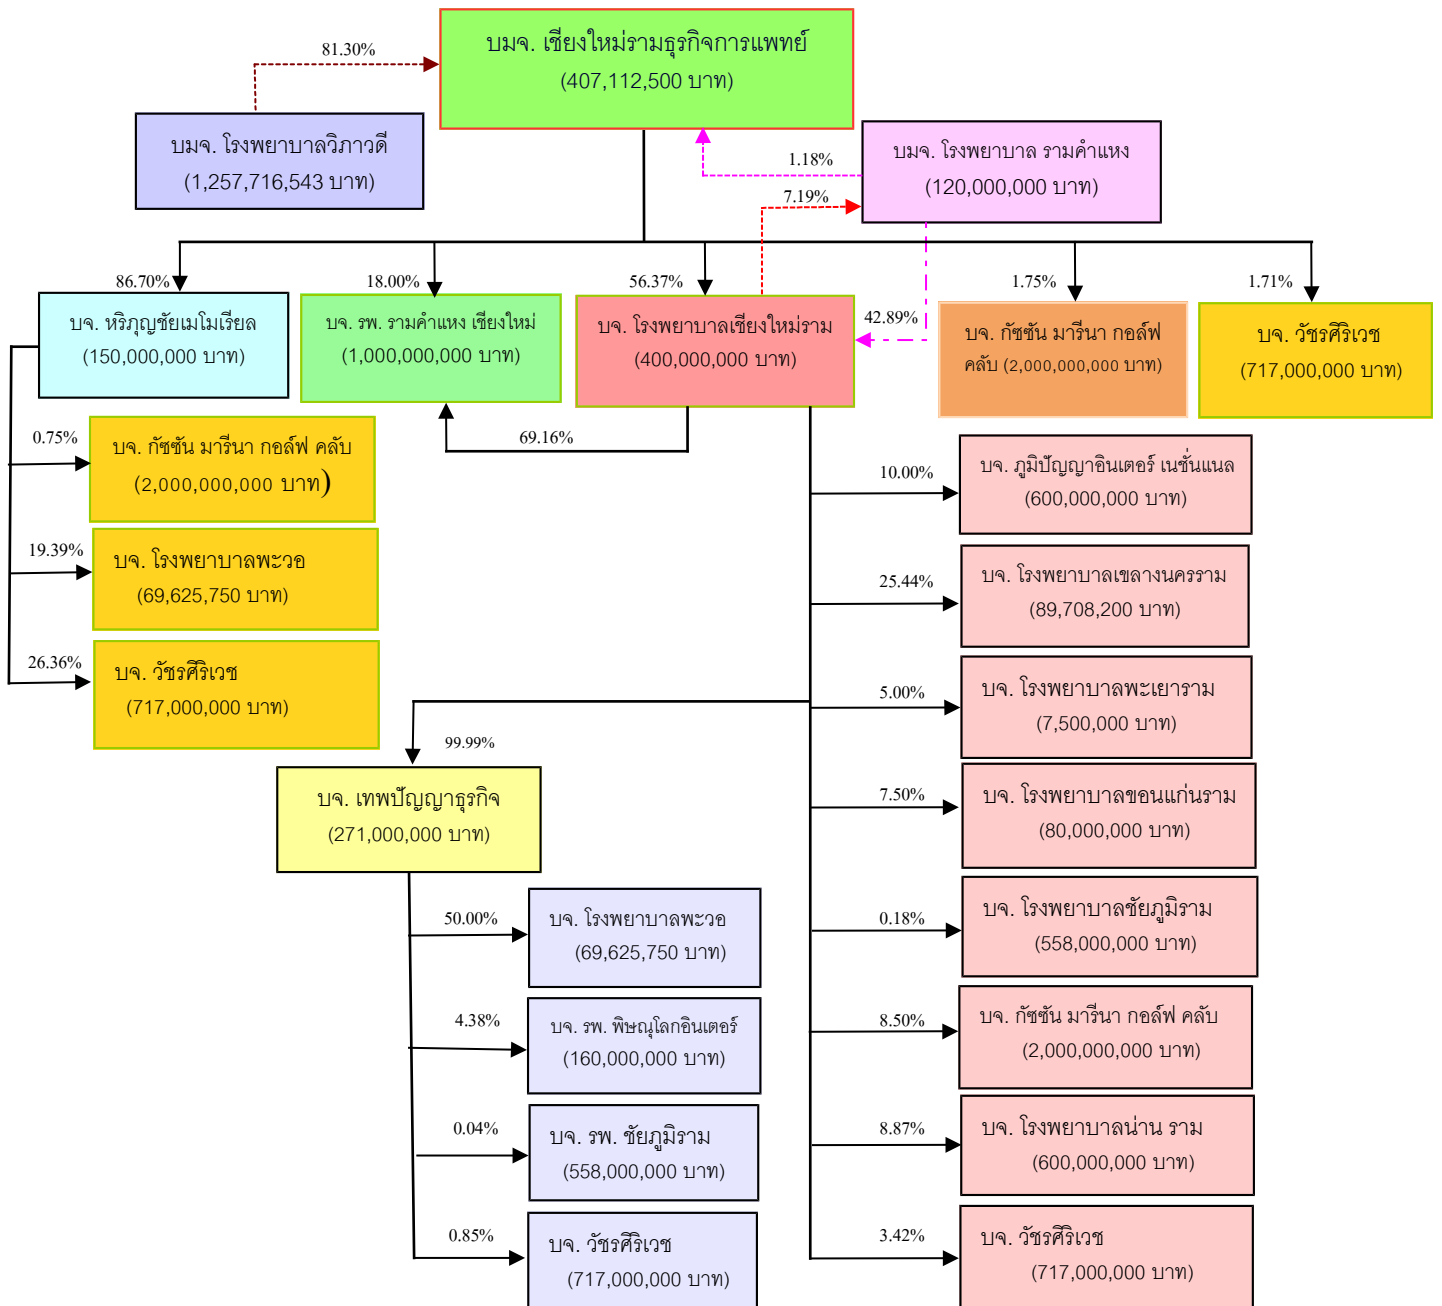 บมจ. เชียงใหม่รามธุรกิจการแพทย์
(407,112,500 บาท)
81.30%
บมจ. โรงพยาบาลวิภาวดี
(1,257,716,543 บาท)
บมจ. โรงพยาบาล รามคำแหง
(120,000,000 บาท)
1.18%
7.19%
86.70%
18.00%
56.37%
1.75%
1.71%
42.89%
บจ. หริภุญชัยเมโมเรียล
(150,000,000 บาท)
บจ. รพ. รามคำแหง เชียงใหม่
(1,000,000,000 บาท)
บจ. โรงพยาบาลเชียงใหม่ราม
(400,000,000 บาท)
บจ. กัซซัน มารีนา กอล์ฟ
คลับ (2,000,000,000 บาท)
บจ. วัชรศิริเวช
(717,000,000 บาท)
69.16%
0.75%
บจ. กัซซัน มารีนา กอล์ฟ คลับ
(2,000,000,000 บาท)
19.39%
บจ. โรงพยาบาลพะวอ
(69,625,750 บาท)
26.36%
บจ. วัชรศิริเวช
(717,000,000 บาท)
99.99%
บจ. เทพปัญญาธุรกิจ
(271,000,000 บาท)
50.00%
บจ. โรงพยาบาลพะวอ
(69,625,750 บาท)
4.38%
บจ. รพ. พิษณุโลกอินเตอร์
(160,000,000 บาท)
0.04%
บจ. รพ. ชัยภูมิราม
(558,000,000 บาท)
0.85%
บจ. วัชรศิริเวช
(717,000,000 บาท)
10.00%
บจ. ภูมิปัญญาอินเตอร์ เนชั่นแนล
(600,000,000 บาท)
25.44%
บจ. โรงพยาบาลเขลางนครราม
(89,708,200 บาท)
5.00%
บจ. โรงพยาบาลพะเยาราม
(7,500,000 บาท)
7.50%
บจ. โรงพยาบาลขอนแก่นราม
(80,000,000 บาท)
0.18%
บจ. โรงพยาบาลชัยภูมิราม
(558,000,000 บาท)
8.50%
บจ. กัซซัน มารีนา กอล์ฟ คลับ
(2,000,000,000 บาท)
8.87%
บจ. โรงพยาบาลน่าน ราม
(600,000,000 บาท)
3.42%
บจ. วัชรศิริเวช
(717,000,000 บาท)